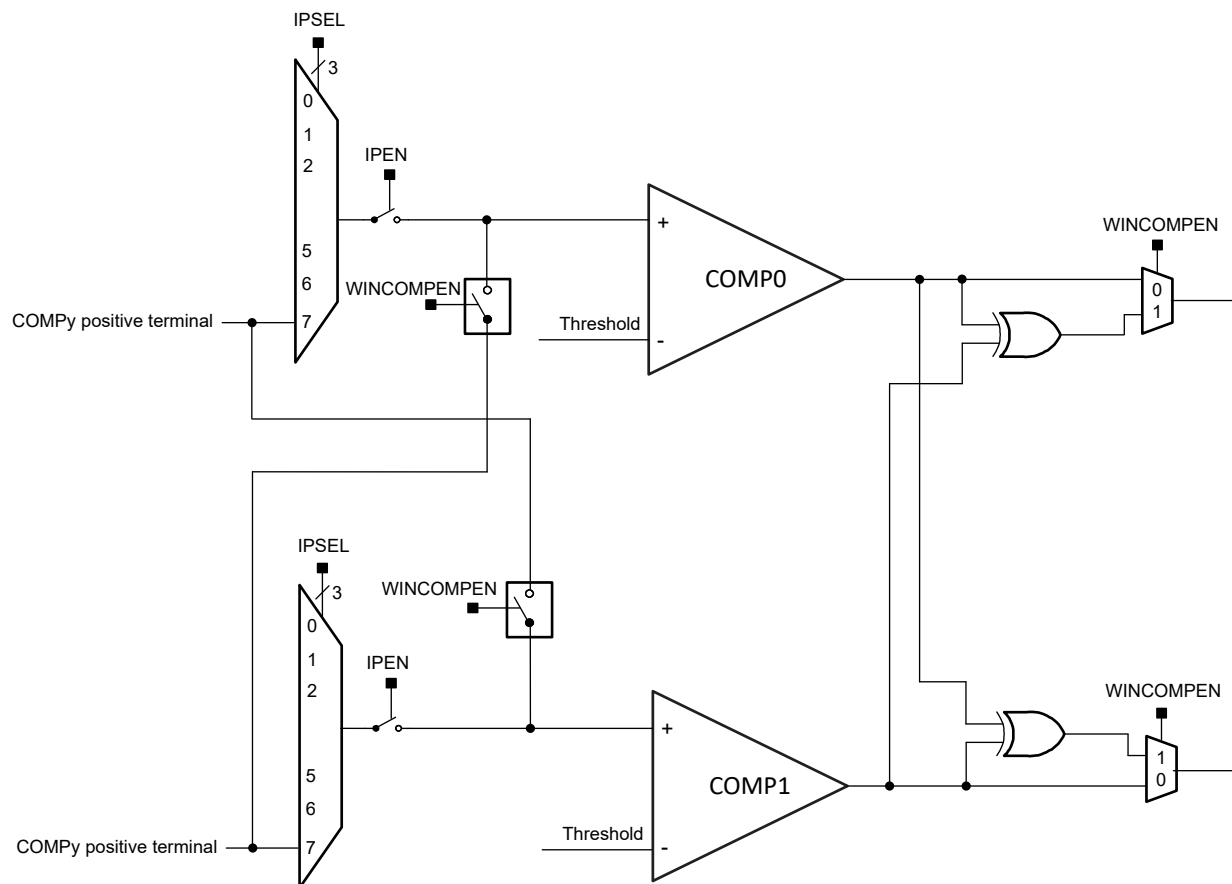 IPSEL
3
0
1
2
IPEN
5
6
7
COMPy positive terminal
WINCOMPEN
+
COMP0
Threshold
-
WINCOMPEN
0
1
IPSEL
3
0
1
2
IPEN
5
6
7
COMPy positive terminal
WINCOMPEN
+
COMP1
Threshold
-
WINCOMPEN
1
0